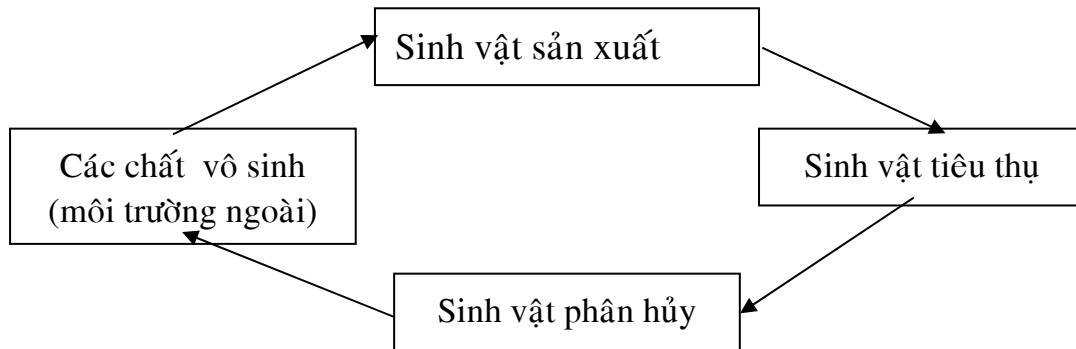 Sinh vật sản xuất
Các chất vô sinh
(môi trường ngoài)
Sinh vật tiêu thụ
Sinh vật phân hủy